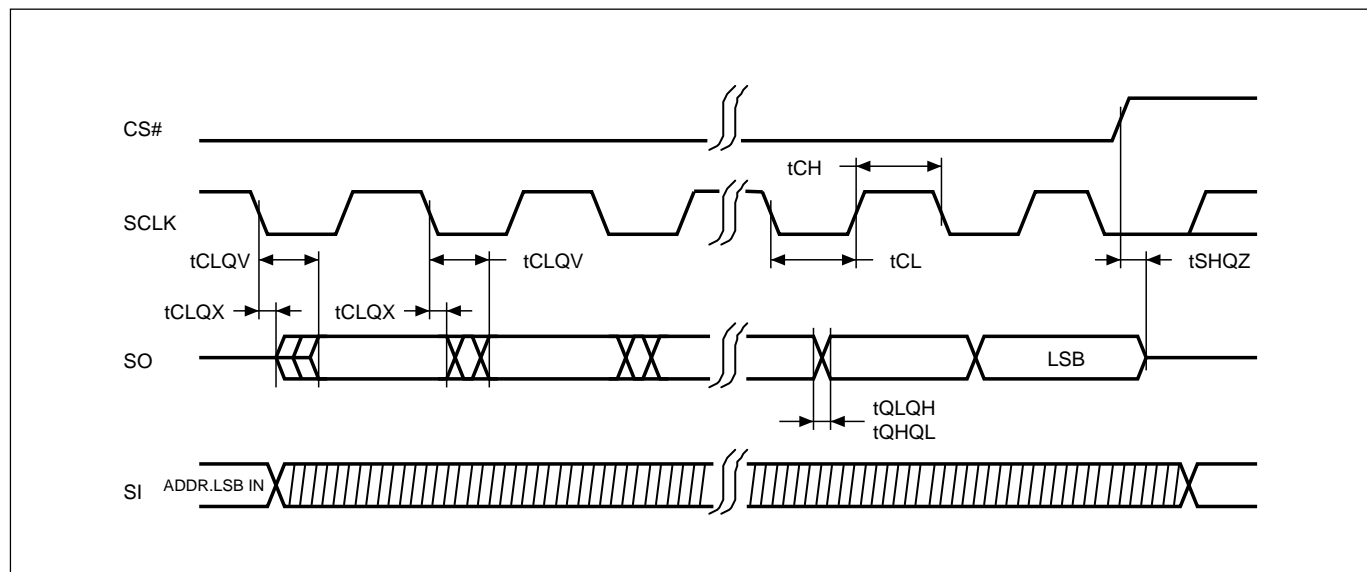 CS#
tCH
SCLK
tCLQV
tCLQV
tCL
tSHQZ
tCLQX
tCLQX
SO
LSB
tQLQH
tQHQL
SI
ADDR.LSB IN